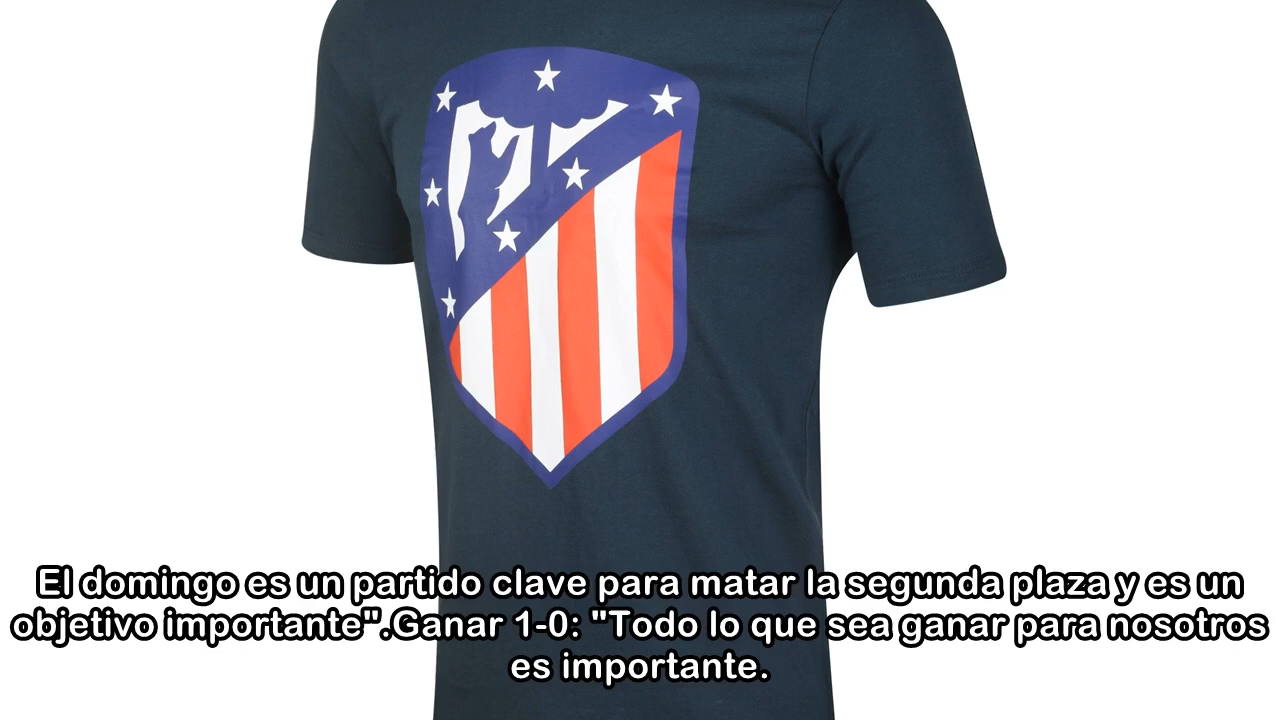 El domingo es un partido clave para matar la segunda plaza y es un
objetivo importante".Ganar 1-0: "Todo lo que sea ganar para nosotros
es importante.